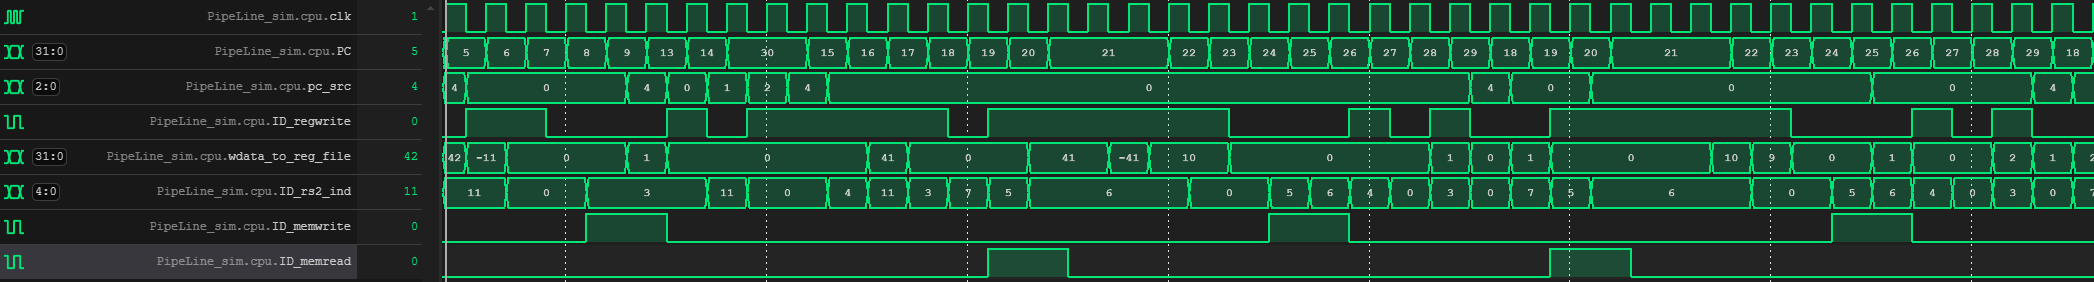 PipeLine_sim.cpu.clk 1
31:0 PipeLine_sim.cpu.PC 5 5 6 7 8 9 13 14 30 15 16 17 18 19 20 21 22 23 24 25 26 27 28 29 18 19 20 21 22 23 24 25 26 27 28 29 18
2:0 PipeLine_sim.cpu.pc_src 4 4 0 4 0 1 2 4 0 4 0 0 0 4
PipeLine_sim.cpu.ID_regwrite 0
31:0 PipeLine_sim.cpu.wdata_to_reg_file 42 42 -11 0 1 0 41 0 41 -41 10 0 1 0 1 0 10 9 0 1 0 2 1 2
4:0 PipeLine_sim.cpu.ID_rs2_ind 11 11 0 3 11 0 4 11 3 7 5 6 0 5 6 4 0 3 0 7 5 6 0 5 6 4 0 3 0 7
PipeLine_sim.cpu.ID_memwrite 0
PipeLine_sim.cpu.ID_memread 0